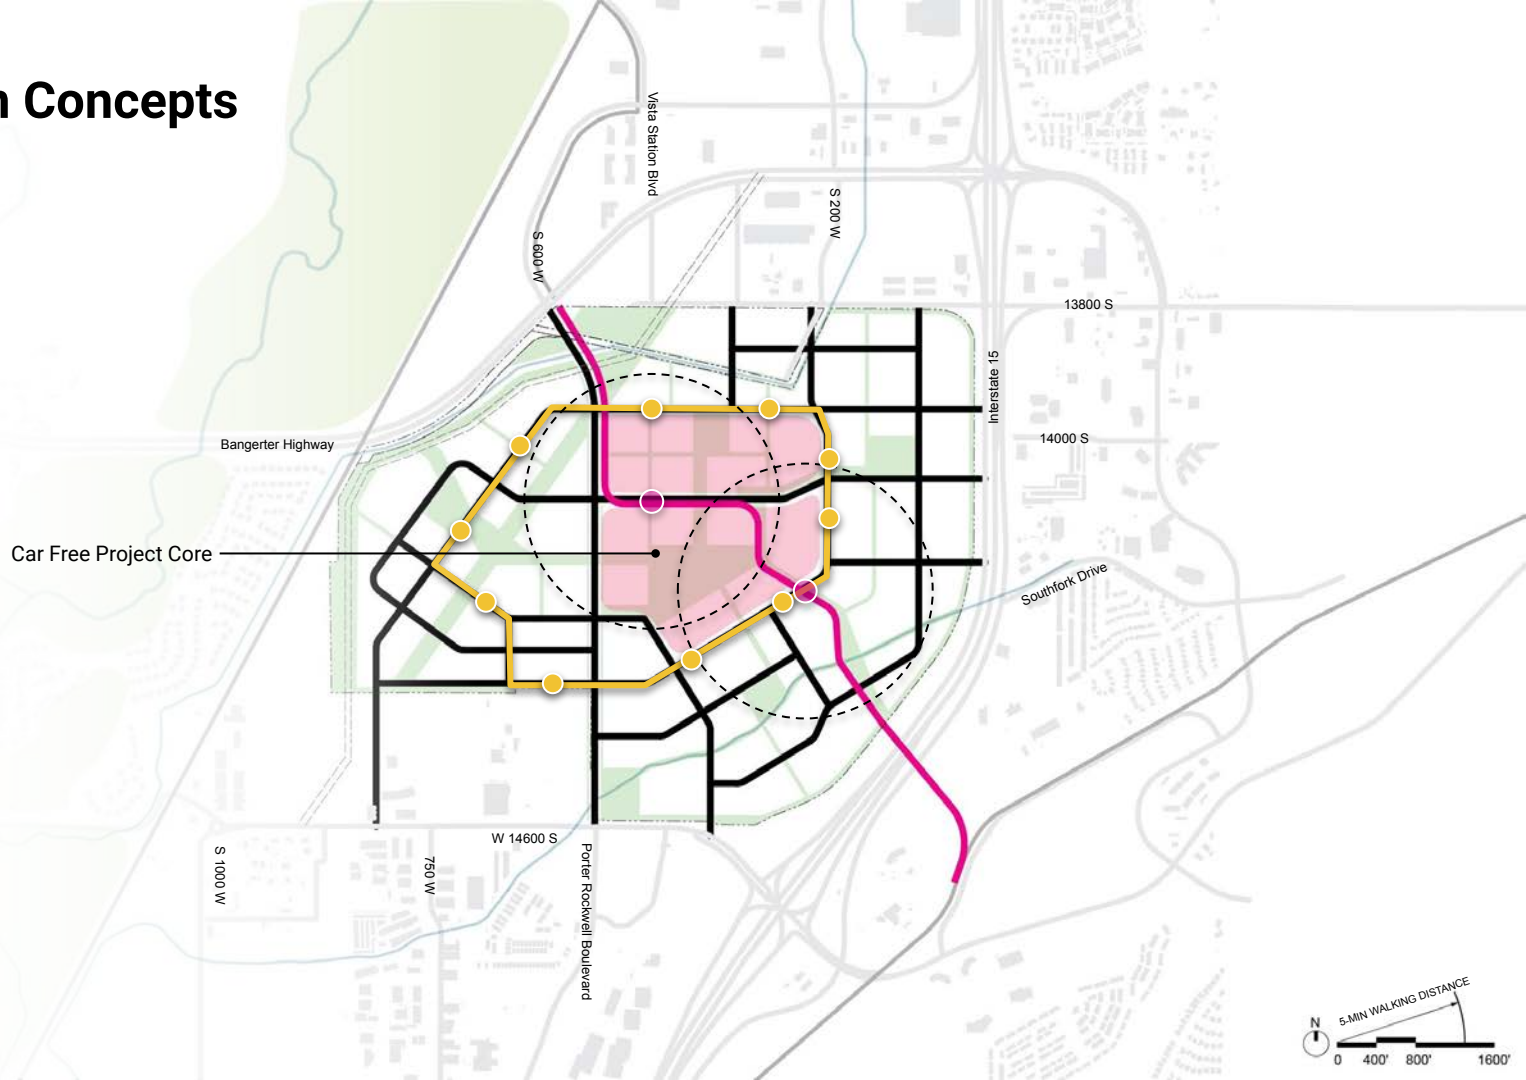 n Concepts
Vista Station Blvd
S 200 W
S 600 W
13800 S
Interstate 15
14000 S
Bangerter Highway
Car Free Project Core
Southfork Drive
W 14600 S
S 1000 W
750 W
Porter Rockwell Boulevard
5-MIN WALKING DISTANCE
N
0 400' 800' 1600'